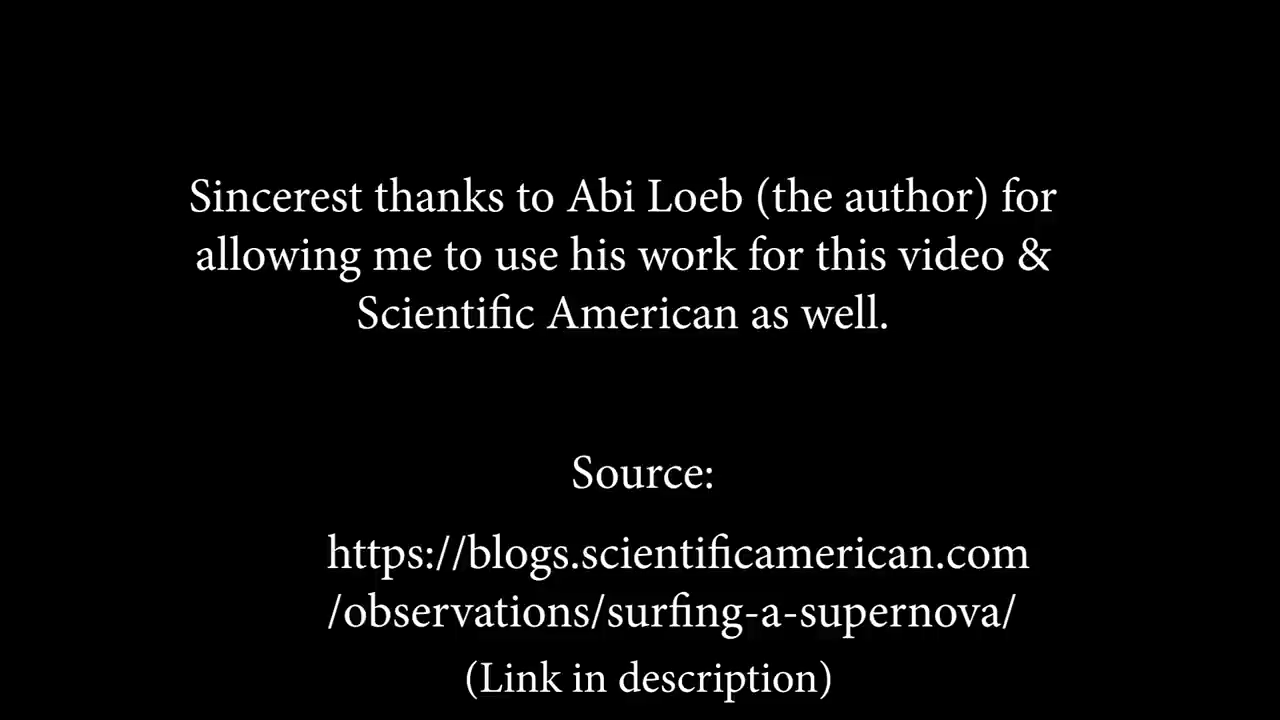 Sincerest thanks to Abi Loeb (the author) for
allowing me to use his work for this video &
Scientific American as well.
Source:
https://blogs.scientificamerican.com
/observations/surfing-a-supernova/
(Link in description)